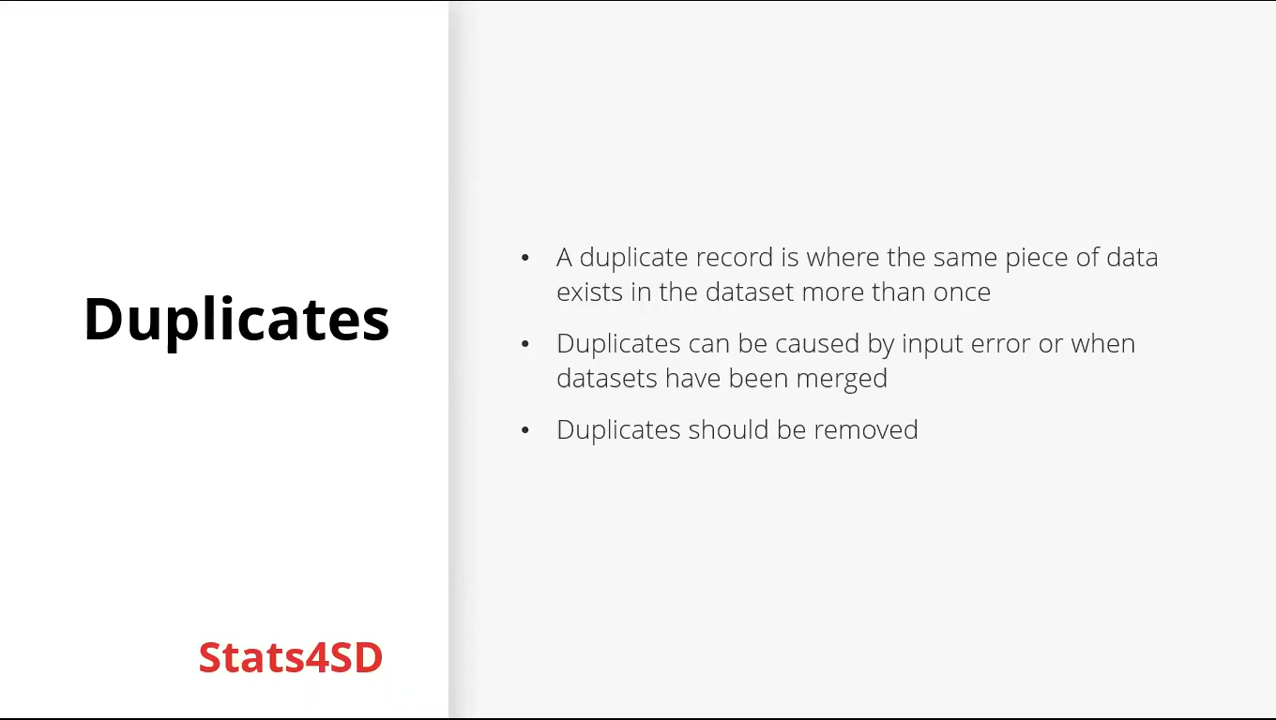 Duplicates
• A duplicate record is where the same piece of data
exists in the dataset more than once
• Duplicates can be caused by input error or when
datasets have been merged
• Duplicates should be removed
Stats4SD